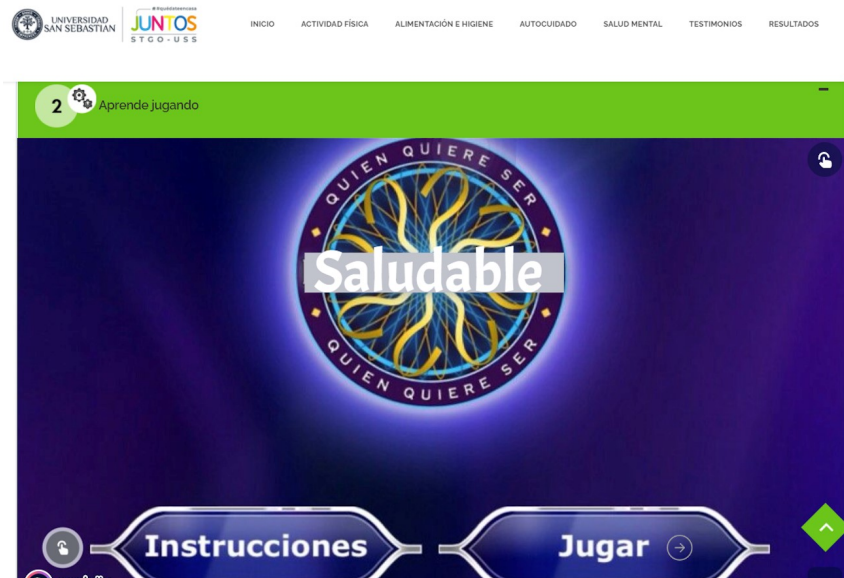 UNIVERSIDAD
SAN SEBASTIAN
JUNTOS
STGO-USS
INICIO
ACTIVIDAD FÍSICA
ALIMENTACIÓN E HIGIENE
AUTOCUIDADO
SALUD MENTAL
TESTIMONIOS
RESULTADOS
2
Aprende jugando
QUIEN QUIERE SER
Saludable
QUIEN QUIERE SER
Instrucciones
Jugar